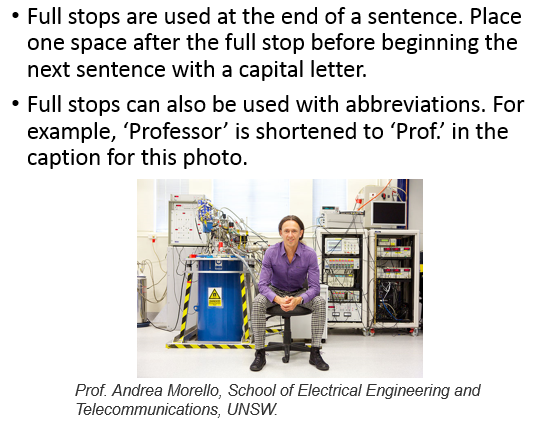 • Full stops are used at the end of a sentence. Place
one space after the full stop before beginning the
next sentence with a capital letter.
• Full stops can also be used with abbreviations. For
example, ‘Professor’ is shortened to ‘Prof.’ in the
caption for this photo.
Prof. Andrea Morello, School of Electrical Engineering and
Telecommunications, UNSW.